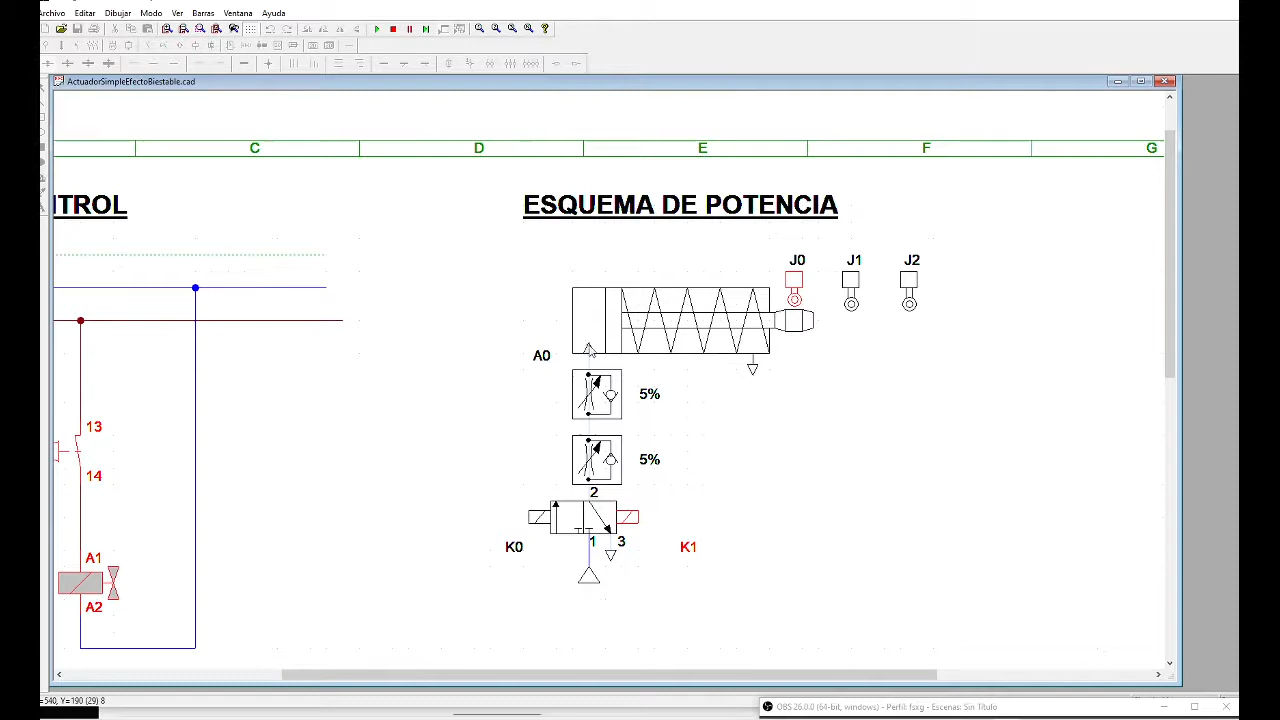 Archivo Editar Dibujar Modo Ver Barras Ventana Ayuda
ActuadorSimpleEfectoBiestable.cad
C D E F G
NTROL
ESQUEMA DE POTENCIA
J0 J1 J2
A0
5%
13
14
5%
2
K0 1 3 K1
A1
A2
=540, Y=190 (29) 8
OBS 26.0.0 (64-bit, windows) - Perfil: fsxg - Escenas: Sin Título